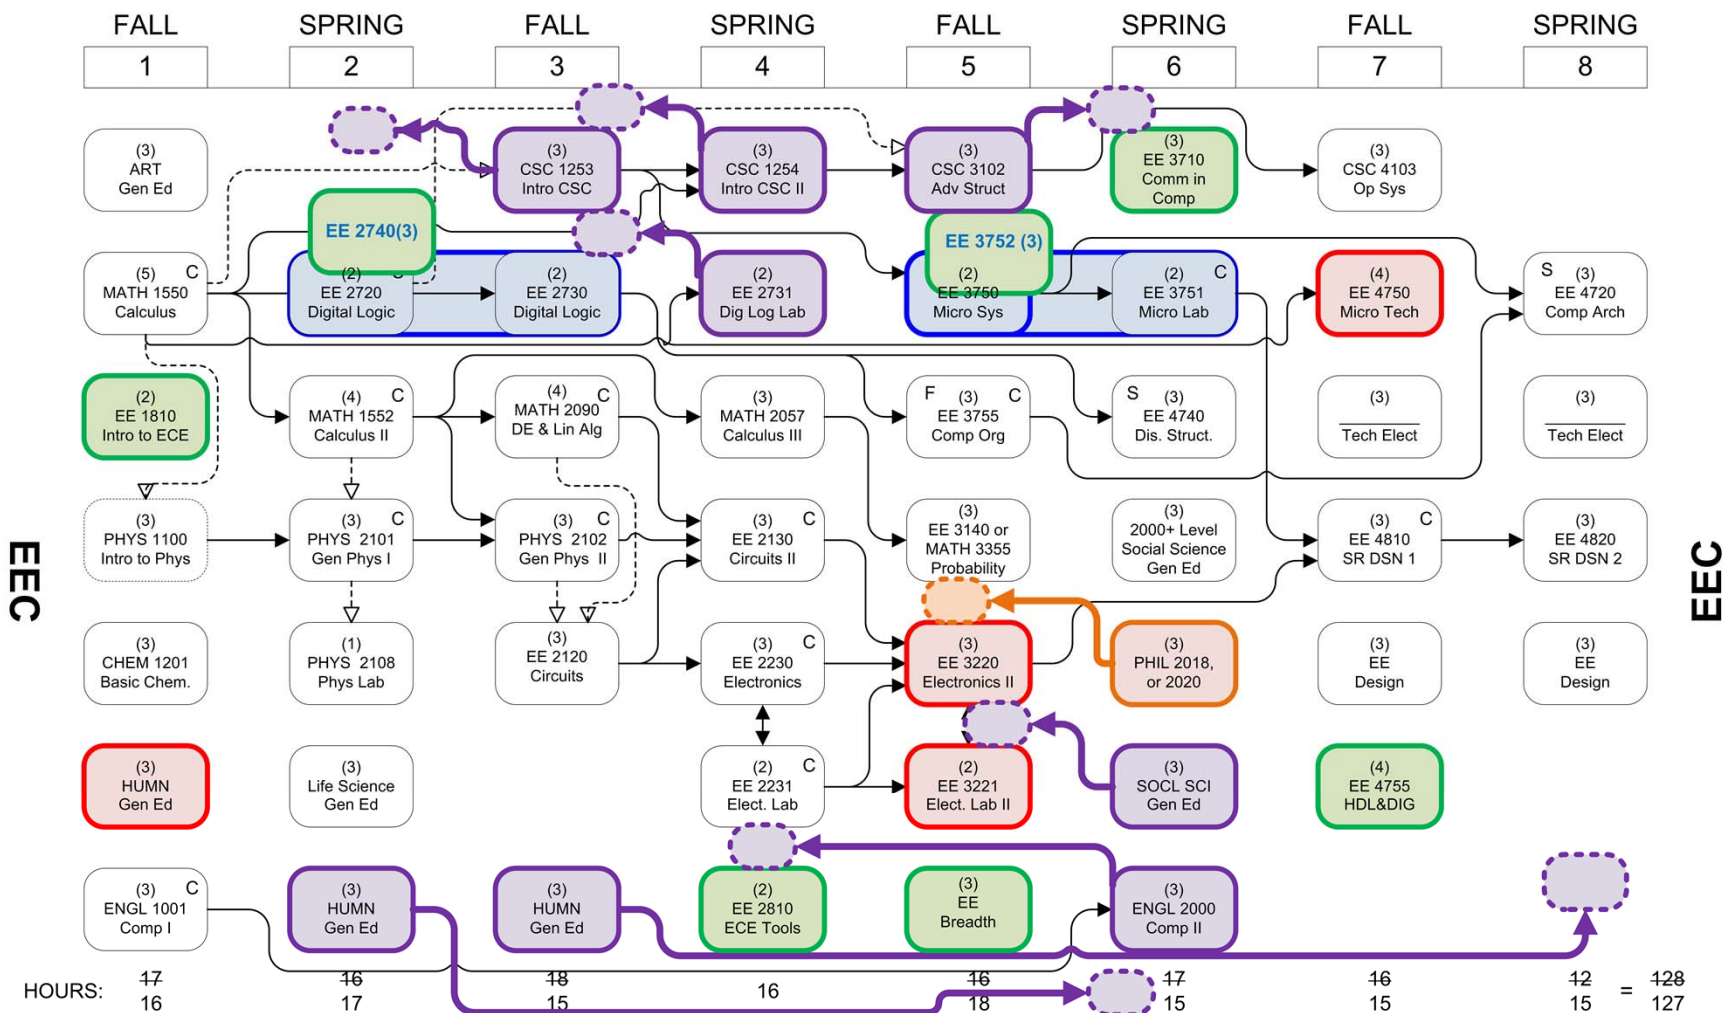 FALL SPRING FALL SPRING FALL SPRING FALL SPRING
1 2 3 4 5 6 7 8
(3)
ART
Gen Ed
(3)
CSC 1253
Intro CSC
(3)
CSC 1254
Intro CSC II
(3)
CSC 3102
Adv Struct
(3)
EE 3710
Comm in
Comp
(3)
CSC 4103
Op Sys
EE 2740(3)
EE 3752 (3)
(5) C
MATH 1550
Calculus
(2) C
EE 2720
Digital Logic
(2)
EE 2730
Digital Logic
(2)
EE 2731
Dig Log Lab
(2)
EE 3750
Micro Sys
(2) C
EE 3751
Micro Lab
(4)
EE 4750
Micro Tech
S (3)
EE 4720
Comp Arch
(2)
EE 1810
Intro to ECE
(4) C
MATH 1552
Calculus II
(4) C
MATH 2090
DE & Lin Alg
(3)
MATH 2057
Calculus III
F (3) C
EE 3755
Comp Org
S (3)
EE 4740
Dis. Struct.
(3)
Tech Elect
(3)
Tech Elect
EEC
(3)
PHYS 1100
Intro to Phys
(3) C
PHYS 2101
Gen Phys I
(3) C
PHYS 2102
Gen Phys II
(3) C
EE 2130
Circuits II
(3)
EE 3140 or
MATH 3355
Probability
(3)
2000+ Level
Social Science
Gen Ed
(3) C
EE 4810
SR DSN 1
(3)
EE 4820
SR DSN 2
EEC
(3)
CHEM 1201
Basic Chem.
(1)
PHYS 2108
Phys Lab
(3)
EE 2120
Circuits
(3) C
EE 2230
Electronics
(3)
EE 3220
Electronics II
(3)
PHIL 2018,
or 2020
(3)
EE
Design
(3)
EE
Design
(3)
HUMN
Gen Ed
(3)
Life Science
Gen Ed
(2) C
EE 2231
Elect. Lab
(2)
EE 3221
Elect. Lab II
(3)
SOCL SCI
Gen Ed
(4)
EE 4755
HDL&DIG
(3) C
ENGL 1001
Comp I
(3)
HUMN
Gen Ed
(3)
HUMN
Gen Ed
(2)
EE 2810
ECE Tools
(3)
EE
Breadth
(3)
ENGL 2000
Comp II
17 16 18 16 17 16 12 128
HOURS: 16 =
16 17 15 18 15 15 15 127